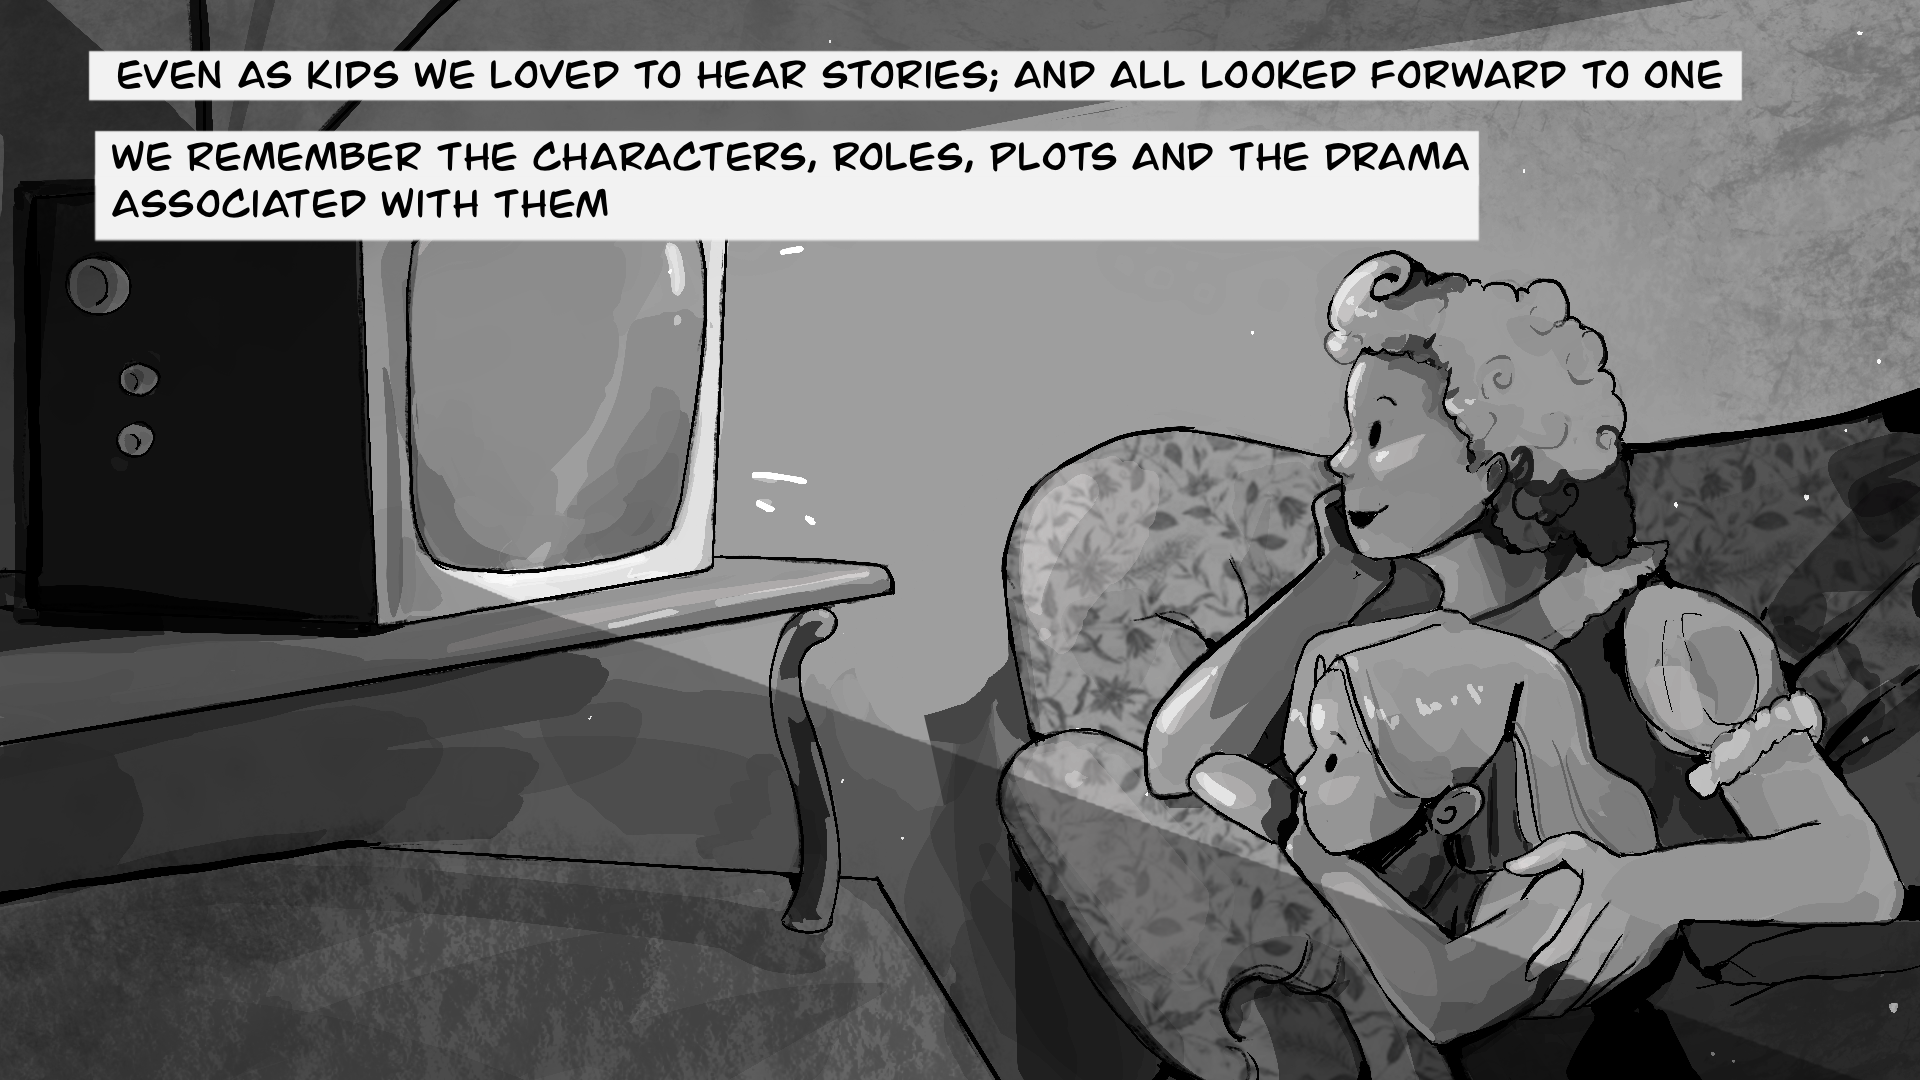 EVEN AS KIDS WE LOVED TO HEAR STORIES; AND ALL LOOKED FORWARD TO ONE
WE REMEMBER THE CHARACTERS, ROLES, PLOTS AND THE DRAMA
ASSOCIATED WITH THEM